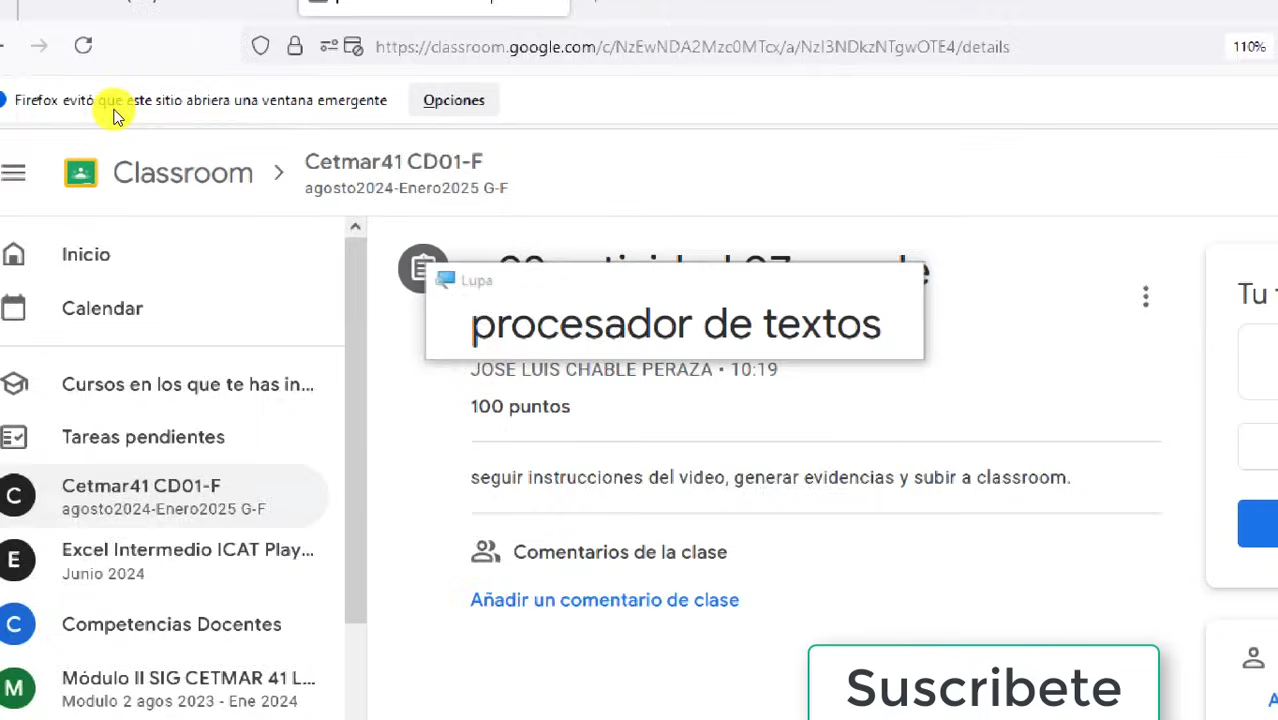 https://classroom.google.com/c/NzEwNDA2Mzc0MTcx/a/NzI3NDkzNTgwOTE4/details
110%
Firefox evitó que este sitio abriera una ventana emergente
Opciones
Classroom
Cetmar41 CD01-F
agosto2024-Enero2025 G-F
Inicio
Calendar
Cursos en los que te has in...
Tareas pendientes
C
Cetmar41 CD01-F
agosto2024-Enero2025 G-F
E
Excel Intermedio ICAT Play...
Junio 2024
C
Competencias Docentes
M
Módulo II SIG CETMAR 41 L...
Modulo 2 agos 2023 - Ene 2024
Lupa
procesador de textos
JOSE LUIS CHABLE PERAZA • 10:19
100 puntos
seguir instrucciones del video, generar evidencias y subir a classroom.
Comentarios de la clase
Añadir un comentario de clase
Tu
Suscribete